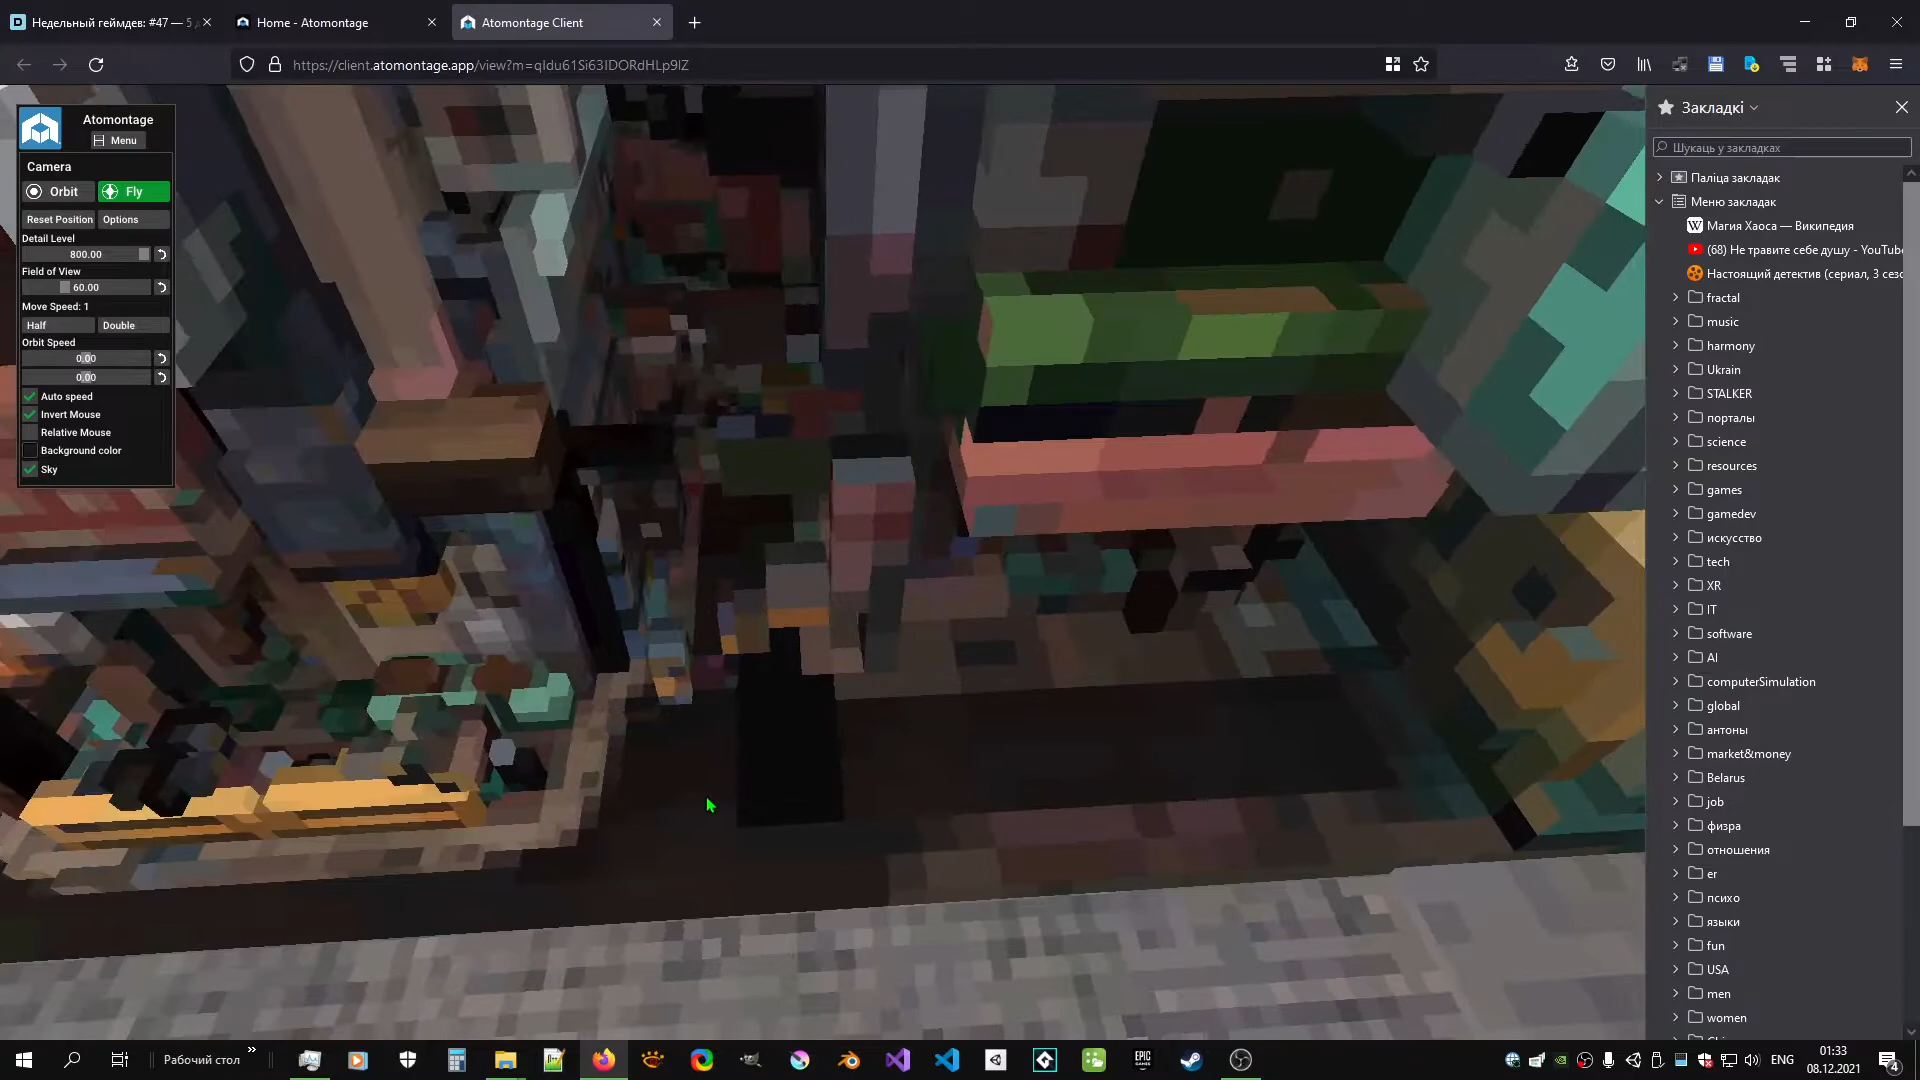 Недельный геймдев: #47 — 5
Home - Atomontage
Atomontage Client
https://client.atomontage.app/view?m=qIdu61Si63IDORdHLp9IZ
Atomontage
Menu
Camera
Orbit
Fly
Reset Position
Options
Detail Level
800.00
Field of View
60.00
Move Speed: 1
Half
Double
Orbit Speed
0.00
0.00
Auto speed
Invert Mouse
Relative Mouse
Background color
Sky
Закладкі
Шукаць у закладках
Паліца закладак
Меню закладак
Магия Хаоса — Википедия
(68) Не травите себе душу - YouTube
Настоящий детектив (сериал, 3 сезо
fractal
music
harmony
Ukrain
STALKER
порталы
science
resources
games
gamedev
искусство
tech
XR
IT
software
AI
computerSimulation
global
антоны
market&money
Belarus
job
физра
отношения
er
психо
языки
fun
USA
men
women
Рабочий стол
EPIC
GAMES
ENG
01:33
08.12.2021
4